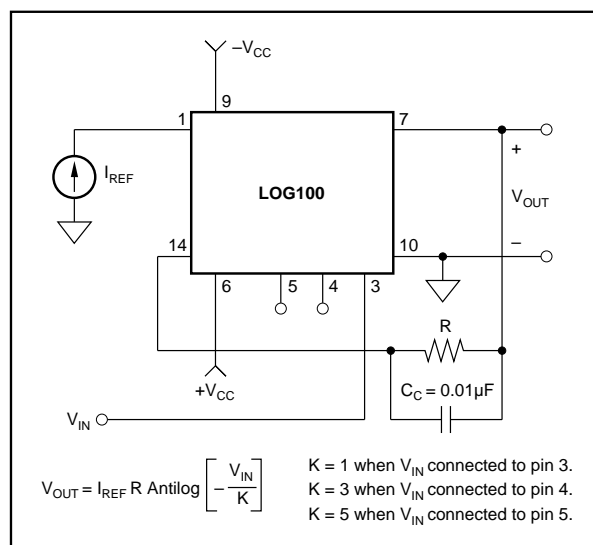 –VCC
9
1
7
IREF
+
LOG100
VOUT
–
14
10
6
5
4
3
R
+VCC
CC = 0.01µF
VIN
VOUT = IREF R Antilog [ – VIN / K ]
K = 1 when VIN connected to pin 3.
K = 3 when VIN connected to pin 4.
K = 5 when VIN connected to pin 5.